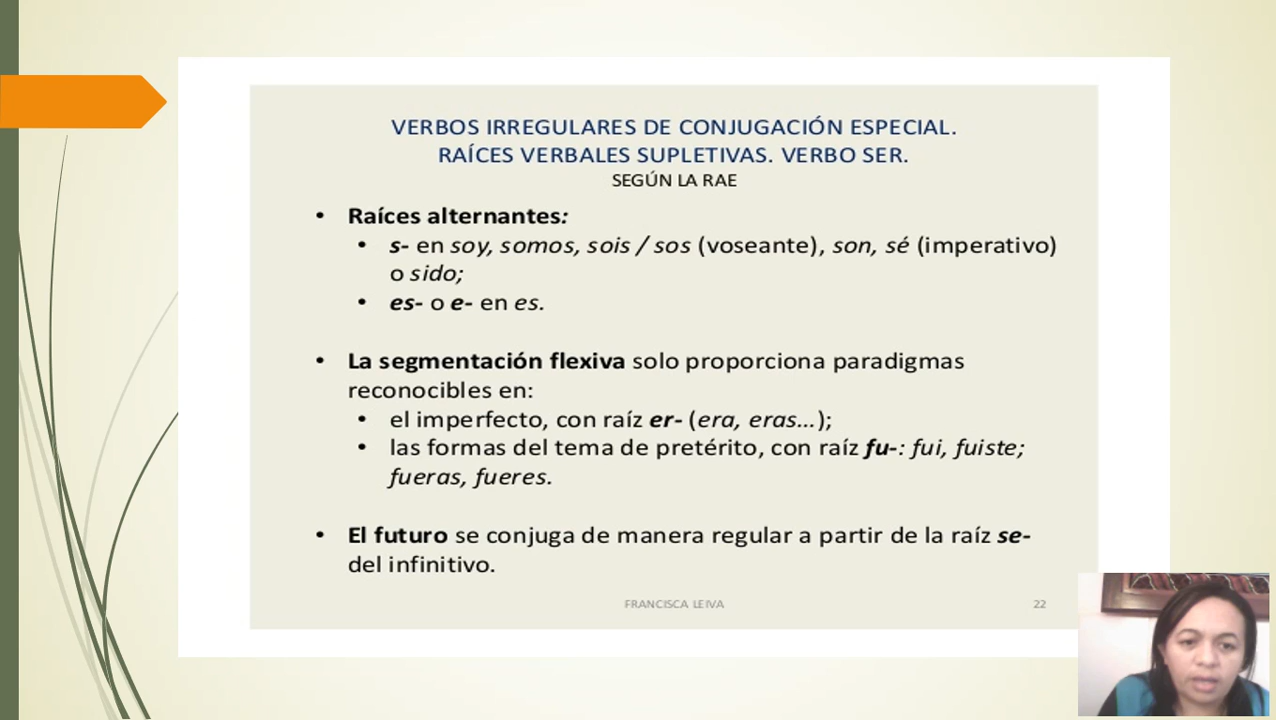 VERBOS IRREGULARES DE CONJUGACIÓN ESPECIAL.
RAÍCES VERBALES SUPLETIVAS. VERBO SER.
SEGÚN LA RAE
• Raíces alternantes:
• s- en soy, somos, sois / sos (voseante), son, sé (imperativo)
o sido;
• es- o e- en es.
• La segmentación flexiva solo proporciona paradigmas
reconocibles en:
• el imperfecto, con raíz er- (era, eras...);
• las formas del tema de pretérito, con raíz fu-: fui, fuiste;
fueras, fueres.
• El futuro se conjuga de manera regular a partir de la raíz se-
del infinitivo.
FRANCISCA LEIVA
22